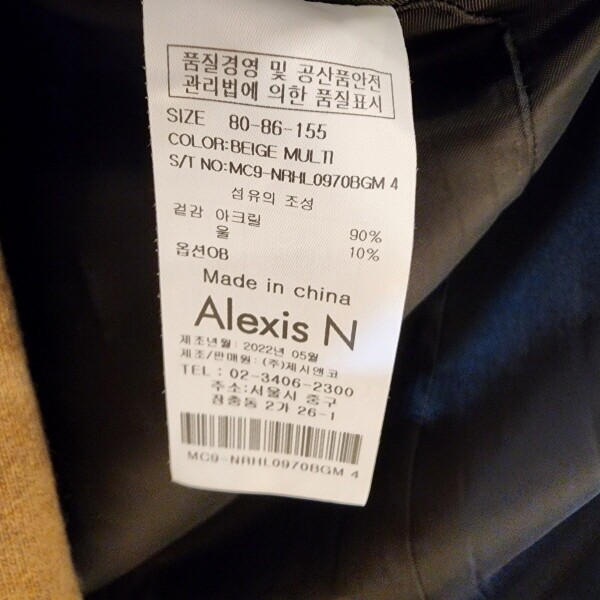 품질경영 및 공산품안전
관리법에 의한 품질표시
SIZE 80-86-155
COLOR:BEIGE MULTI
S/T NO:MC9-NRHL0970BGM 4
섬유의 조성
겉감 아크릴 90%
울 10%
옵션OB
Made in china
Alexis N
제조년월: 2022년 05월
제조/판매원: (주)제시앤코
TEL : 02-3406-2300
주소:서울시 중구
장충동 2가 26-1
MC9-NRHL0970BGM 4